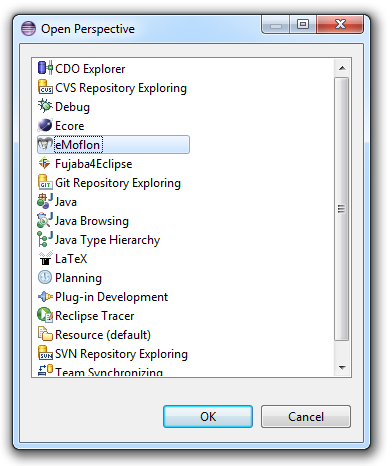 Open Perspective
CDO Explorer
CVS Repository Exploring
Debug
Ecore
eMoflon
Fujaba4Eclipse
Git Repository Exploring
Java
Java Browsing
Java Type Hierarchy
LaTeX
Planning
Plug-in Development
Reclipse Tracer
Resource (default)
SVN Repository Exploring
Team Synchronizing
OK Cancel